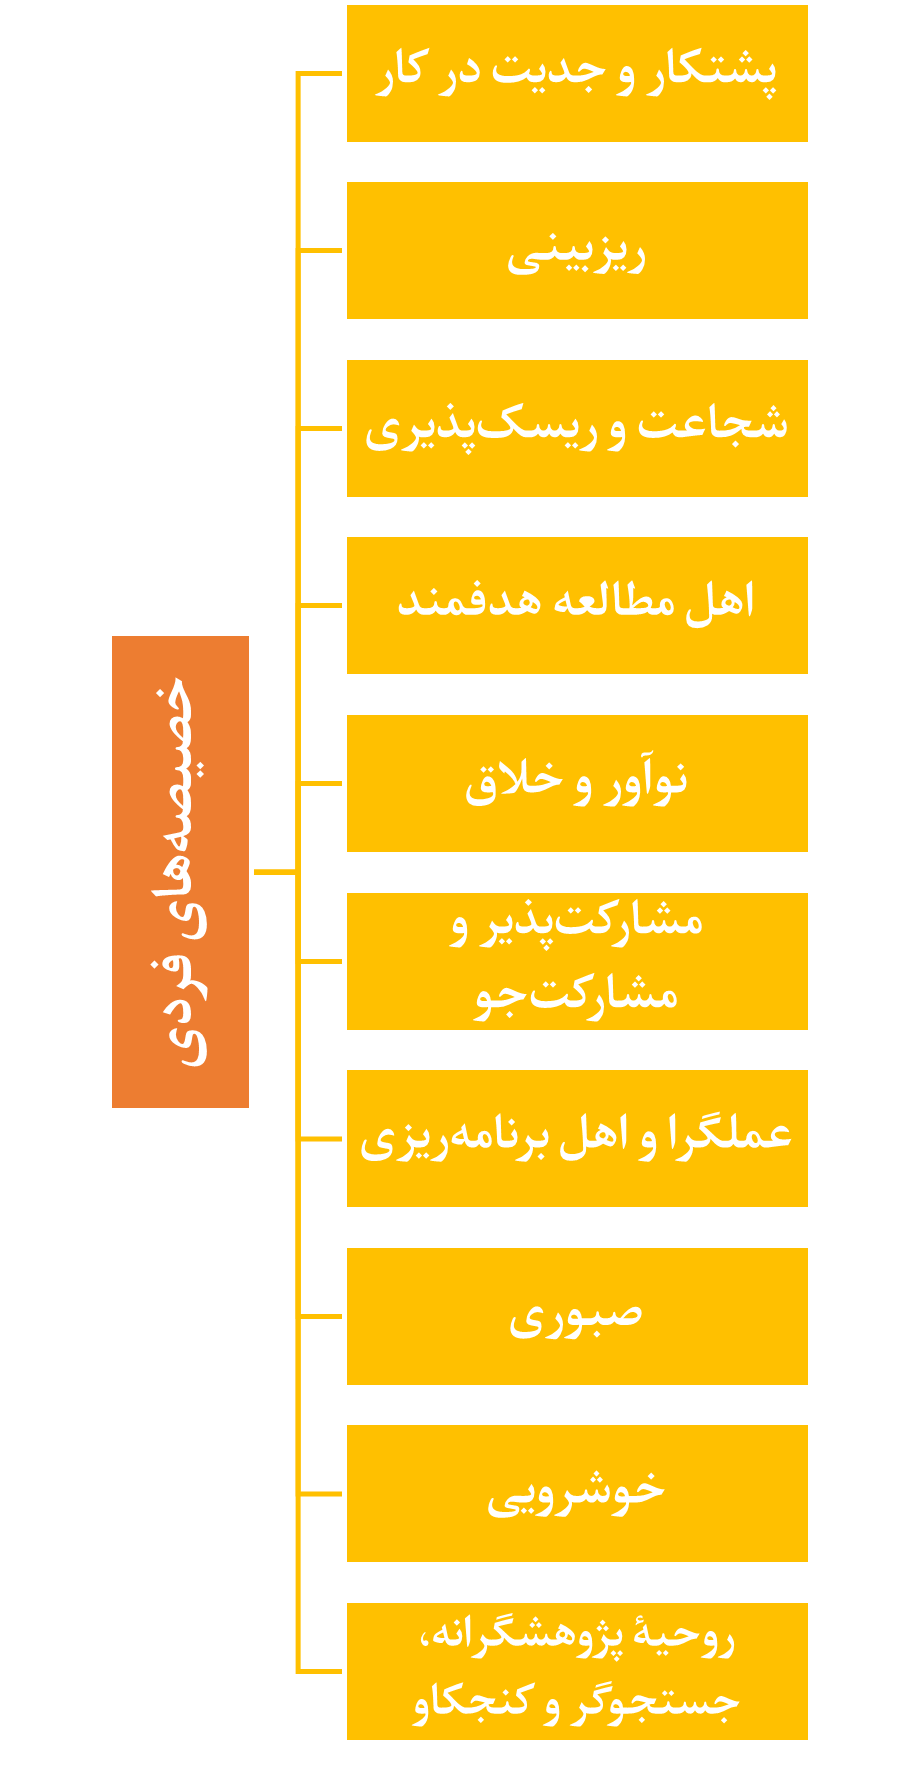 خصیصه‌های فردی
پشتکار و جدیت در کار
ریزبینی
شجاعت و ریسک‌پذیری
اهل مطالعه هدفمند
نوآور و خلاق
مشارکت‌پذیر و
مشارکت‌جو
عملگرا و اهل برنامه‌ریزی
صبوری
خوشرویی
روحیهٔ پژوهشگرانه،
جستجوگر و کنجکاو